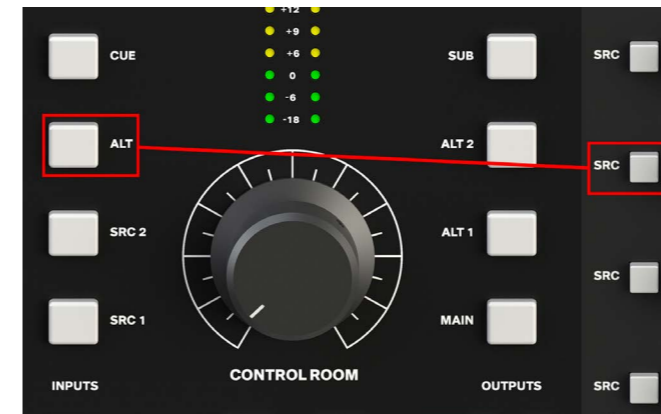 +12
+9
+6
0
-6
-18
CUE
ALT
SRC 2
SRC 1
INPUTS
CONTROL ROOM
SUB
ALT 2
ALT 1
MAIN
OUTPUTS
SRC
SRC
SRC
SRC